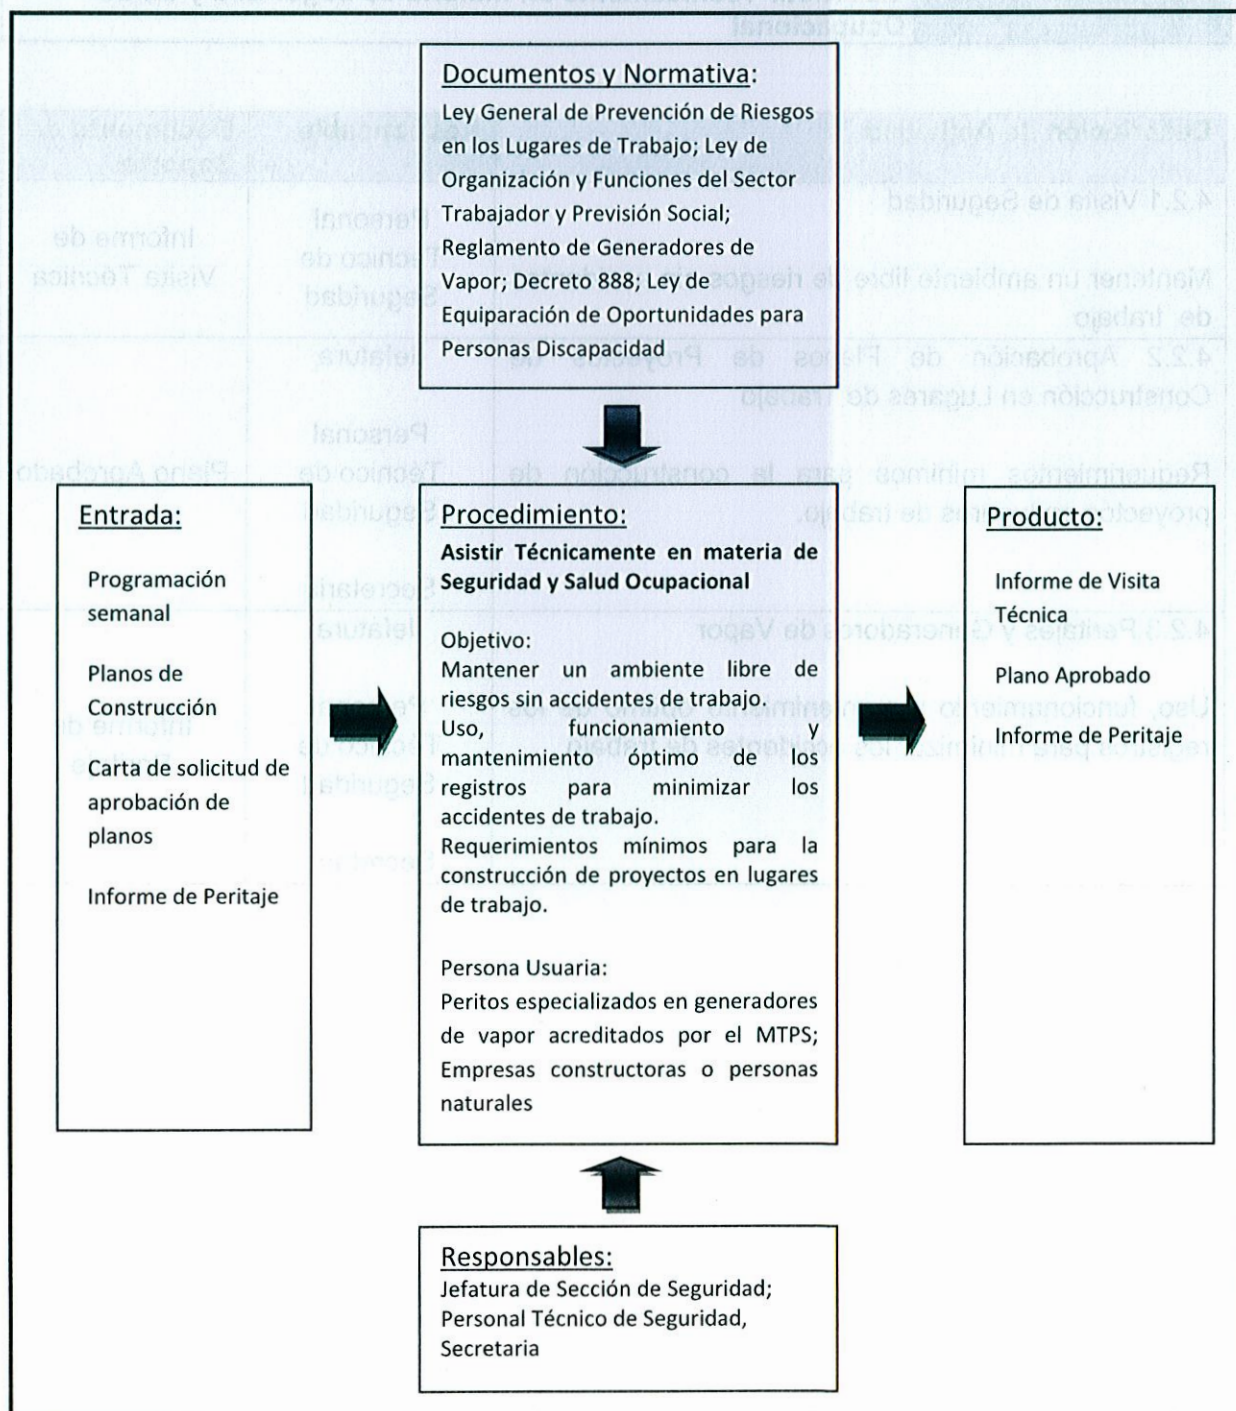 Documentos y Normativa:
Ley General de Prevención de Riesgos
en los Lugares de Trabajo; Ley de
Organización y Funciones del Sector
Trabajador y Previsión Social;
Reglamento de Generadores de
Vapor; Decreto 888; Ley de
Equiparación de Oportunidades para
Personas Discapacidad
Entrada:
Programación
semanal
Planos de
Construcción
Carta de solicitud de
aprobación de
planos
Informe de Peritaje
Procedimiento:
Asistir Técnicamente en materia de
Seguridad y Salud Ocupacional
Objetivo:
Mantener un ambiente libre de
riesgos sin accidentes de trabajo.
Uso, funcionamiento y
mantenimiento óptimo de los
registros para minimizar los
accidentes de trabajo.
Requerimientos mínimos para la
construcción de proyectos en lugares
de trabajo.
Persona Usuaria:
Peritos especializados en generadores
de vapor acreditados por el MTPS;
Empresas constructoras o personas
naturales
Producto:
Informe de Visita
Técnica
Plano Aprobado
Informe de Peritaje
Responsables:
Jefatura de Sección de Seguridad;
Personal Técnico de Seguridad,
Secretaria